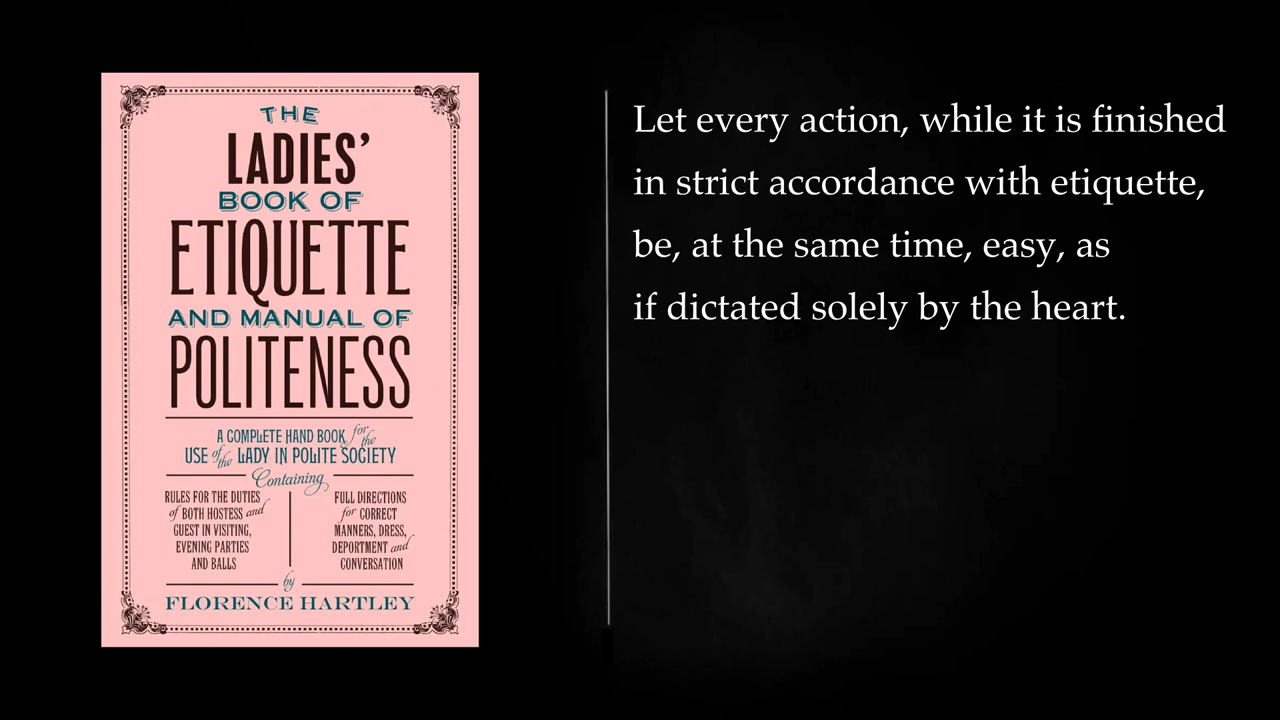 THE
LADIES'
BOOK OF
ETIQUETTE
AND MANUAL OF
POLITENESS
A COMPLETE HAND BOOK for the
USE of the LADY IN POLITE SOCIETY
Containing
RULES FOR THE DUTIES
of BOTH HOSTESS and
GUEST IN VISITING,
EVENING PARTIES
AND BALLS
FULL DIRECTIONS
for CORRECT
MANNERS, DRESS,
DEPORTMENT and
CONVERSATION
by
FLORENCE HARTLEY
Let every action, while it is finished
in strict accordance with etiquette,
be, at the same time, easy, as
if dictated solely by the heart.